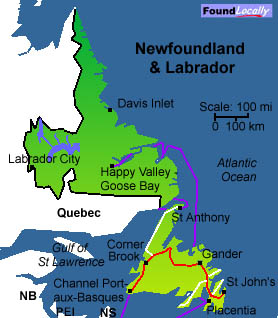 FoundLocally
Newfoundland
& Labrador
Davis Inlet
Scale: 100 mi
0 100 km
Labrador City
Happy Valley -
Goose Bay
Atlantic
Ocean
Quebec
St Anthony
Gulf of
St Lawrence
Corner
Brook
Gander
Channel Port-
aux-Basques
St John's
Placentia
NB
PEI
NS